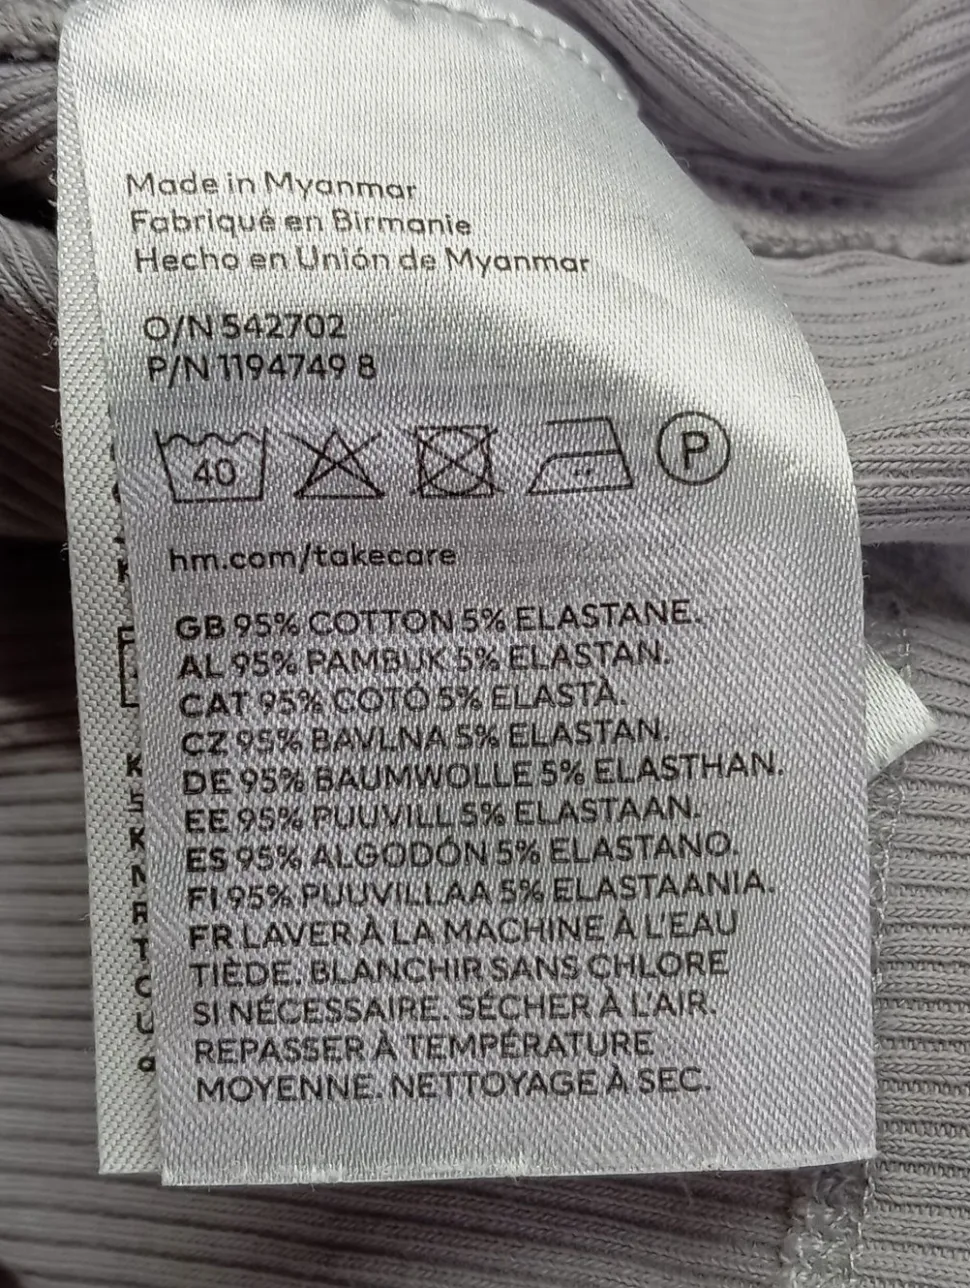 Made in Myanmar
Fabriqué en Birmanie
Hecho en Unión de Myanmar
O/N 542702
P/N 1194749 8
40
P
hm.com/takecare
GB 95% COTTON 5% ELASTANE.
AL 95% PAMBUK 5% ELASTAN.
CAT 95% COTÓ 5% ELASTÀ.
CZ 95% BAVLNA 5% ELASTAN.
DE 95% BAUMWOLLE 5% ELASTHAN.
EE 95% PUUVILL 5% ELASTAAN.
ES 95% ALGODÓN 5% ELASTANO.
FI 95% PUUVILLAA 5% ELASTAANIA.
FR LAVER À LA MACHINE À L'EAU
TIÈDE. BLANCHIR SANS CHLORE
SI NÉCESSAIRE. SÉCHER À L'AIR.
REPASSER À TEMPÉRATURE
MOYENNE. NETTOYAGE À SEC.